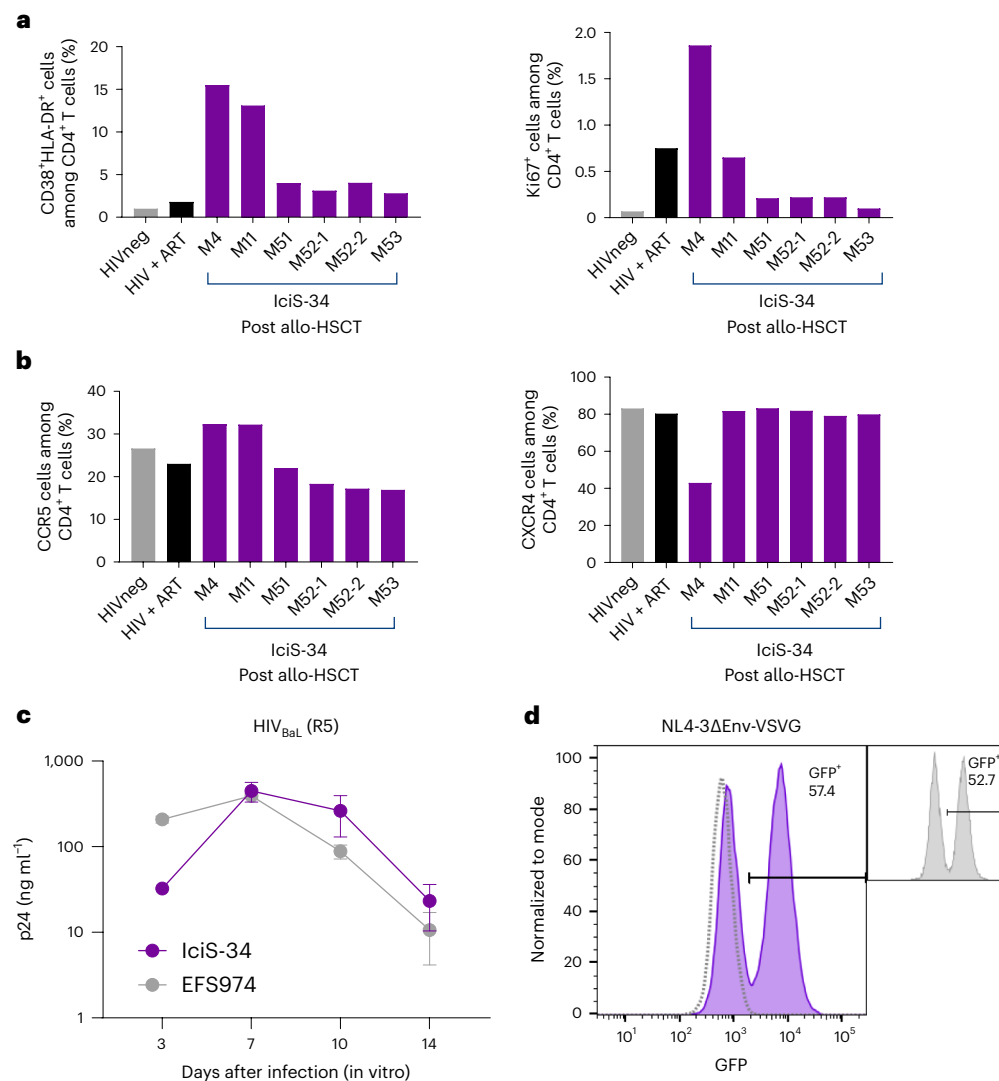 a
CD38⁺HLA-DR⁺ cells
among CD4⁺ T cells (%)
20
15
10
5
0
HIVneg
HIV + ART
M4
M11
M51
M52-1
M52-2
M53
IciS-34
Post allo-HSCT
Ki67⁺ cells among
CD4⁺ T cells (%)
2.0
1.5
1.0
0.5
0
HIVneg
HIV + ART
M4
M11
M51
M52-1
M52-2
M53
IciS-34
Post allo-HSCT
b
CCR5 cells among
CD4⁺ T cells (%)
40
30
20
10
0
HIVneg
HIV + ART
M4
M11
M51
M52-1
M52-2
M53
IciS-34
Post allo-HSCT
CXCR4 cells among
CD4⁺ T cells (%)
100
80
60
40
20
0
HIVneg
HIV + ART
M4
M11
M51
M52-1
M52-2
M53
IciS-34
Post allo-HSCT
c
HIV_BaL (R5)
p24 (ng ml⁻¹)
1,000
100
10
1
IciS-34
EFS974
3 7 10 14
Days after infection (in vitro)
d
NL4-3ΔEnv-VSVG
Normalized to mode
100
80
60
40
20
0
GFP⁺
57.4
GFP⁺
52.7
10¹ 10² 10³ 10⁴ 10⁵
GFP